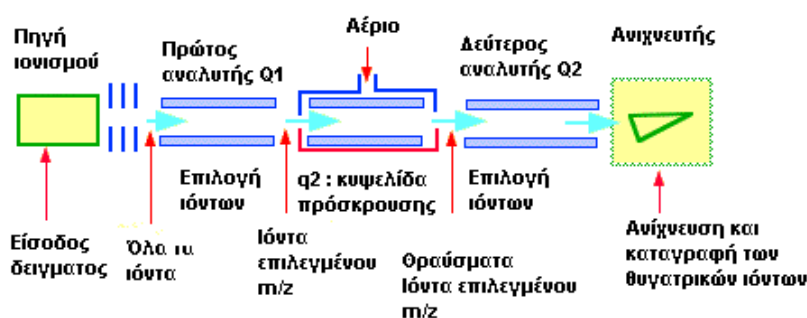 Πηγή
ιονισμού
Πρώτος
αναλυτής Q1
Αέριο
Δεύτερος
αναλυτής Q2
Ανιχνευτής
Επιλογή
ιόντων
q2 : κυψελίδα
πρόσκρουσης
Επιλογή
ιόντων
Είσοδος
δειγματος
Όλα τα
ιόντα
Ιόντα
επιλεγμένου
m/z
Θραύσματα
Ιόντα επιλεγμένου
m/z
Ανίχνευση και
καταγραφή των
θυγατρικών ιόντων